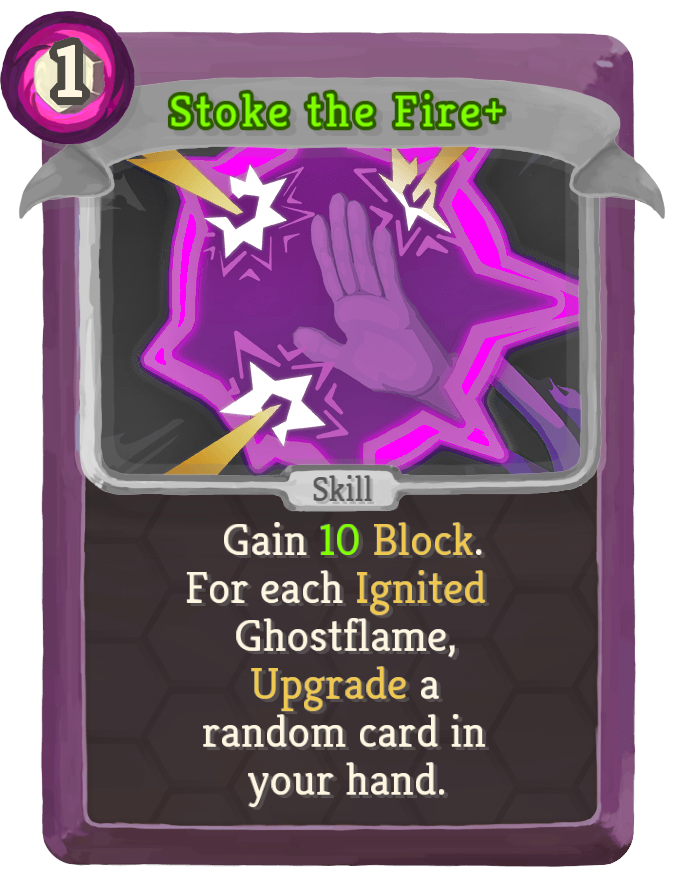 1
Stoke the Fire+
Skill
Gain 10 Block.
For each Ignited
Ghostflame,
Upgrade a
random card in
your hand.